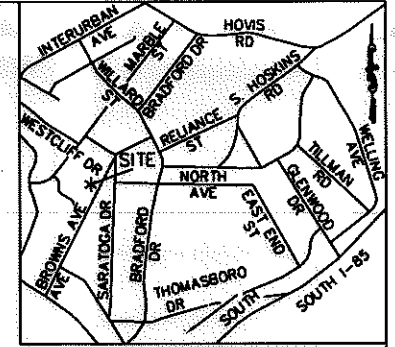 INTERURBAN
AVE
MARBLE
ST
HOVIS
RD
WILLARD
ST
BRADFORD DR
S. HOSKINS
RD
RELIANCE
ST
WESTCLIFF DR
SITE
NORTH
AVE
TILLMAN
RD
WELLING
AVE
GLENWOOD
DR
EAST END
ST
BROWNS AVE
AVE
SARATOGA DR
BRADFORD
DR
THOMASBORO
DR
SOUTH
SOUTH I-85